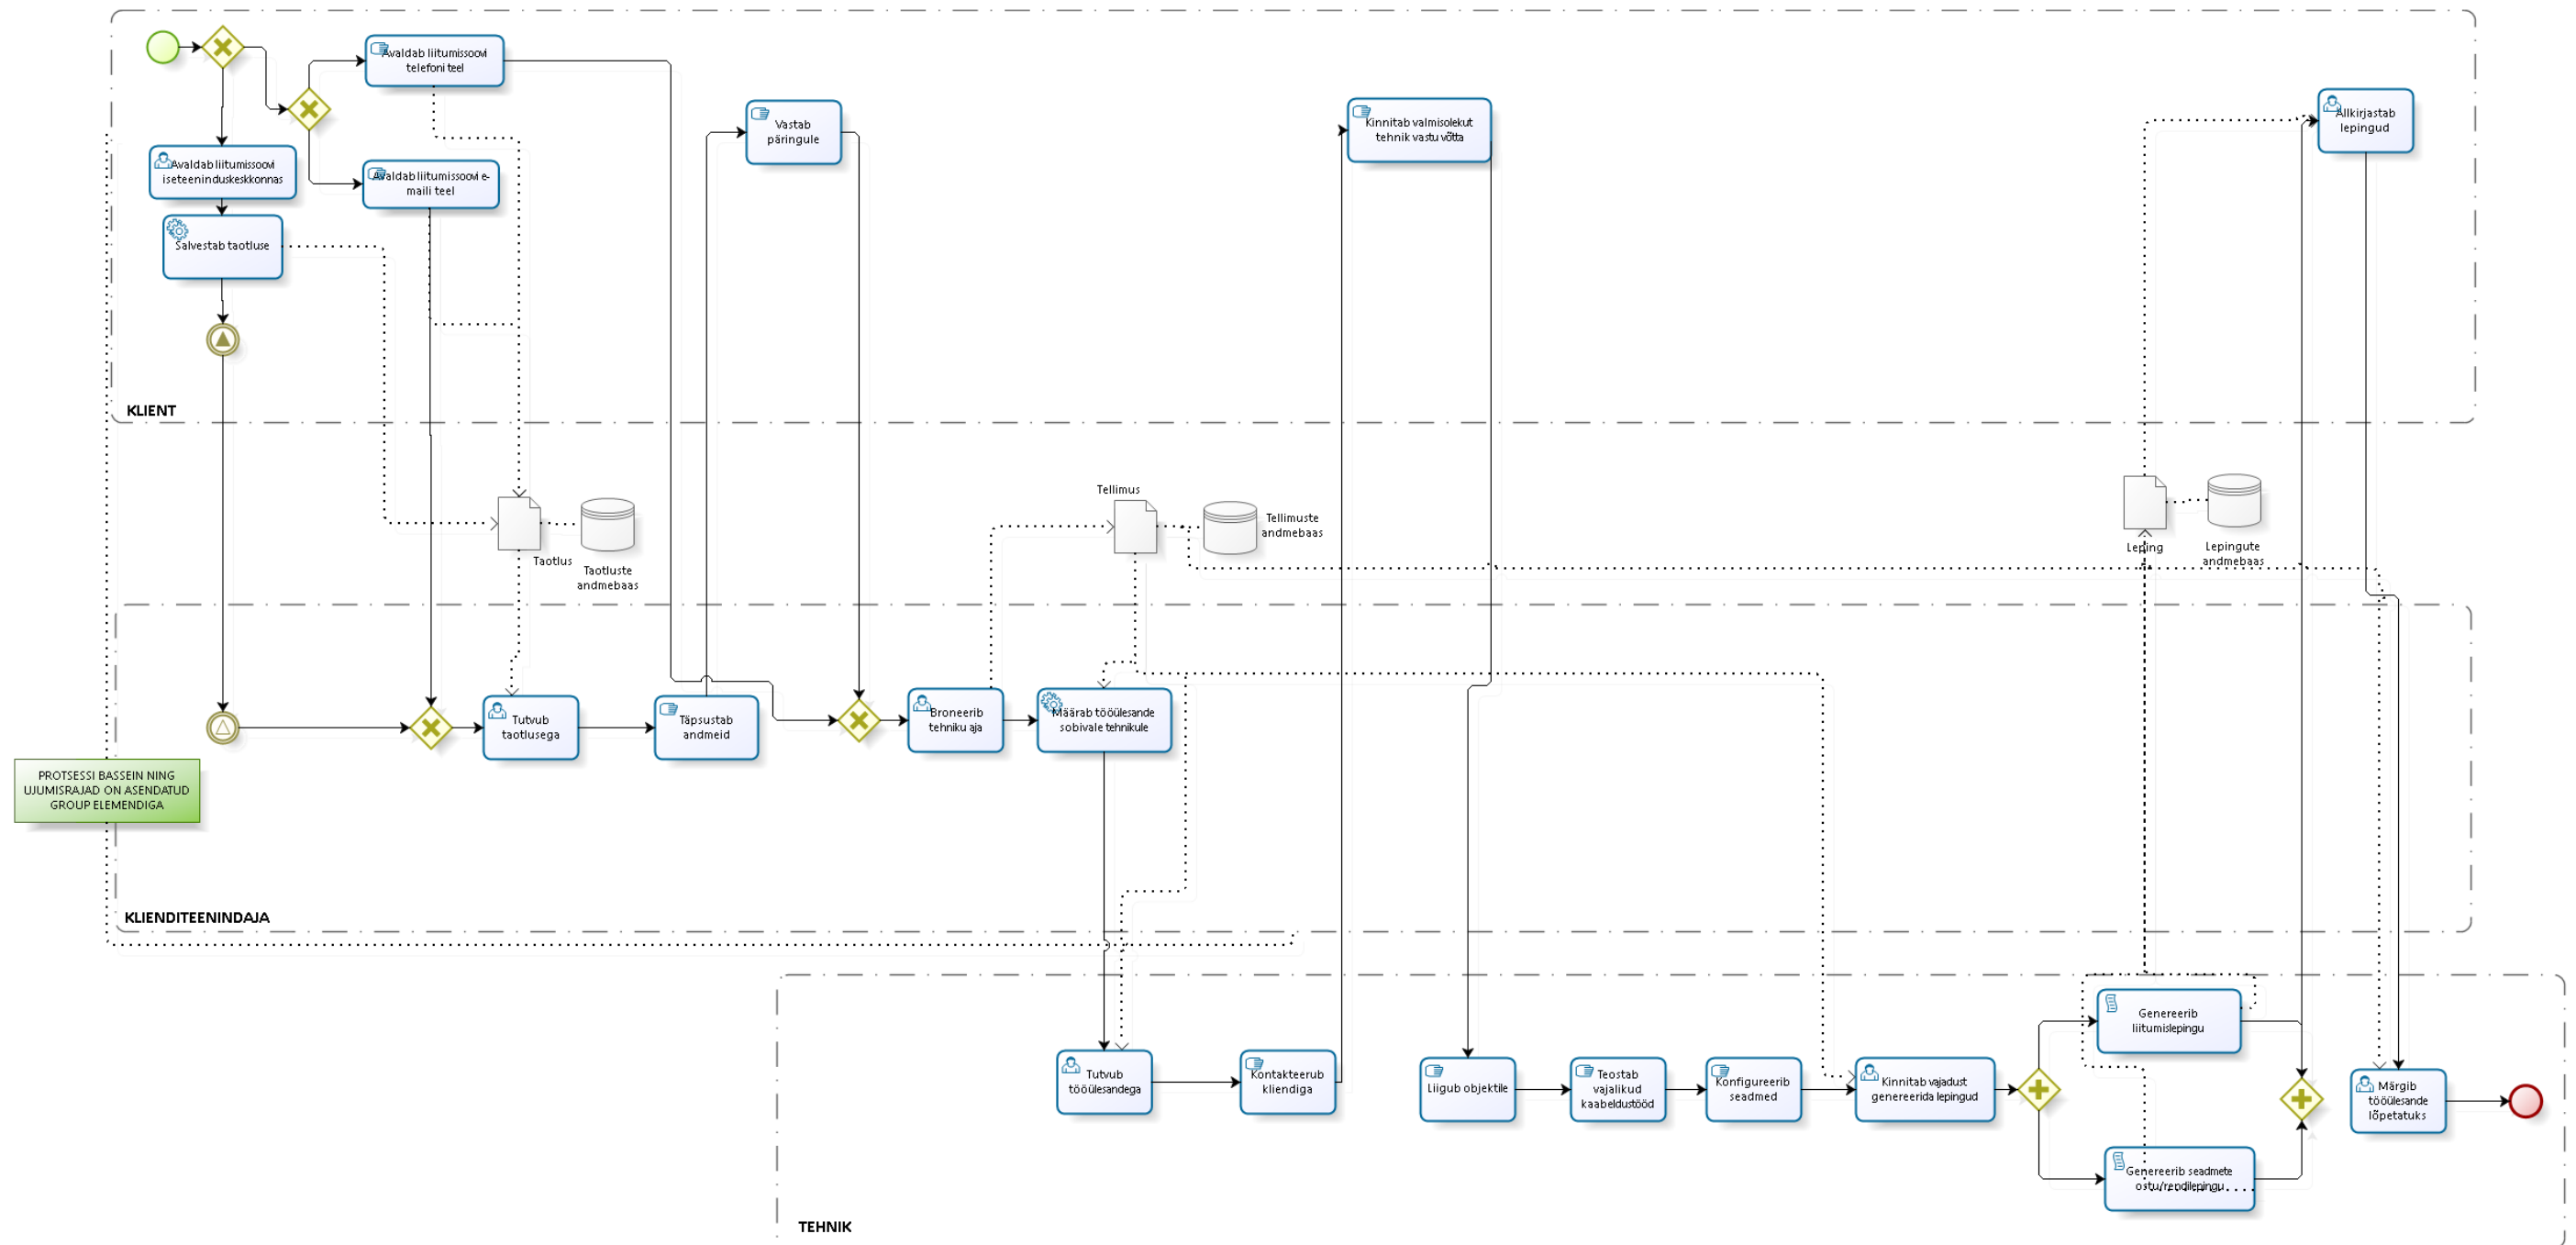 Avaldab liitumissoovi
telefoni teel
Avaldab liitumissoovi
iseteeninduskeskkonnas
Avaldab liitumissoovi e-
maili teel
Salvestab taotluse
Vastab
päringule
Kinnitab valmisolekut
tehnik vastu võtta
Allkirjastab
lepingud
KLIENT
Taotlus
Taotluste
andmebaas
Tellimus
Tellimuste
andmebaas
Leping
Lepingute
andmebaas
Tutvub
taotlusega
Täpsustab
andmeid
Broneerib
tehniku aja
Määrab tööülesande
sobivale tehnikule
PROTSESSI BASSEIN NING
UJUMISRAJAD ON ASENDATUD
GROUP ELEMENDIGA
KLIENDITEENINDAJA
Tutvub
tööülesandega
Kontakteerub
kliendiga
Liigub objektile
Teostab
vajalikud
kaabeldustööd
Konfigureerib
seadmed
Kinnitab vajadust
genereerida lepingud
Genereerib
liitumislepingu
Genereerib seadmete
ostu/rendilepingu
Märgib
tööülesande
lõpetatuks
TEHNIK